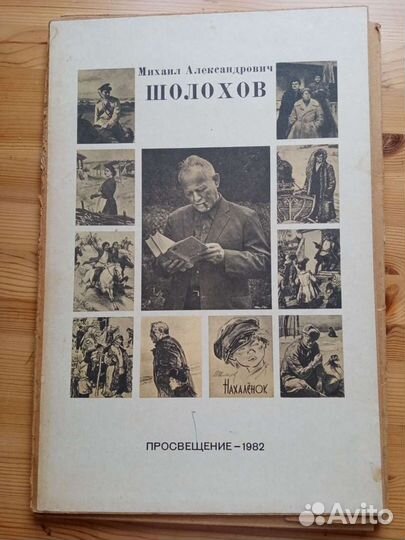 Михаил Александрович
ШОЛОХОВ
НАХАЛЁНОК
ПРОСВЕЩЕНИЕ – 1982
Avito